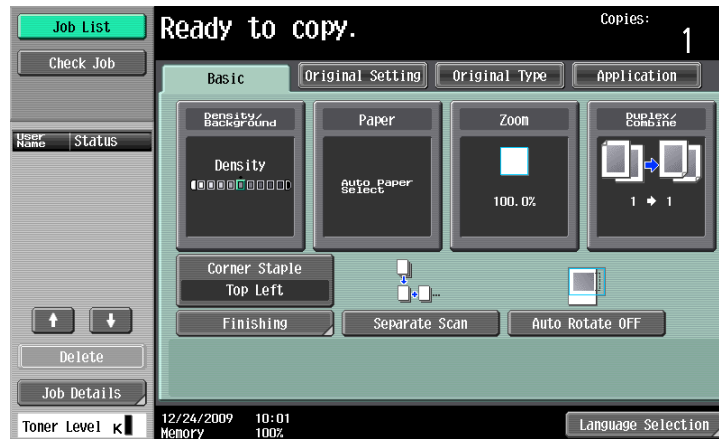 Job List
Check Job
User Name Status
Delete
Job Details
Toner Level K
Ready to copy.
Copies:
1
Basic
Original Setting
Original Type
Application
Density/
Background
Density
Paper
Auto Paper
Select
Zoom
100.0%
Duplex/
Combine
1 → 1
Corner Staple
Top Left
Finishing
Separate Scan
Auto Rotate OFF
12/24/2009 10:01
Memory 100%
Language Selection